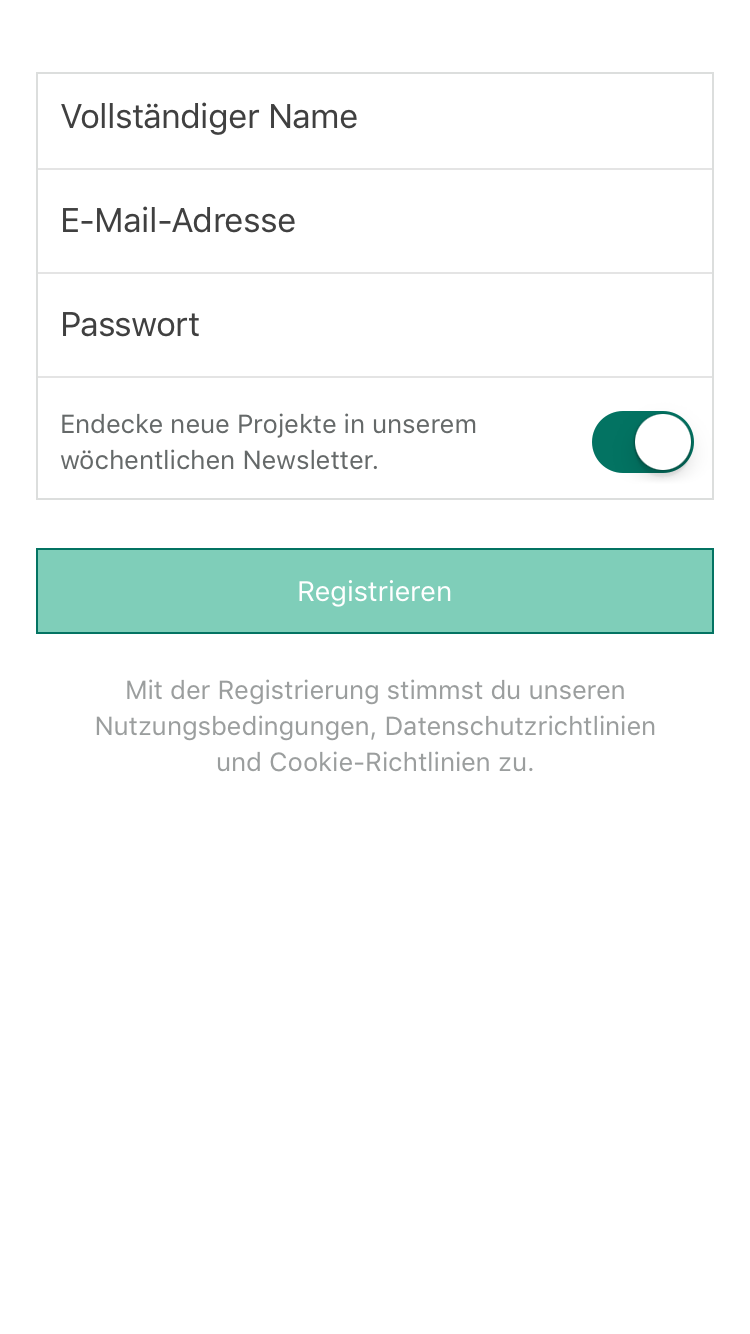 Vollständiger Name
E-Mail-Adresse
Passwort
Endecke neue Projekte in unserem
wöchentlichen Newsletter.
Registrieren
Mit der Registrierung stimmst du unseren
Nutzungsbedingungen, Datenschutzrichtlinien
und Cookie-Richtlinien zu.